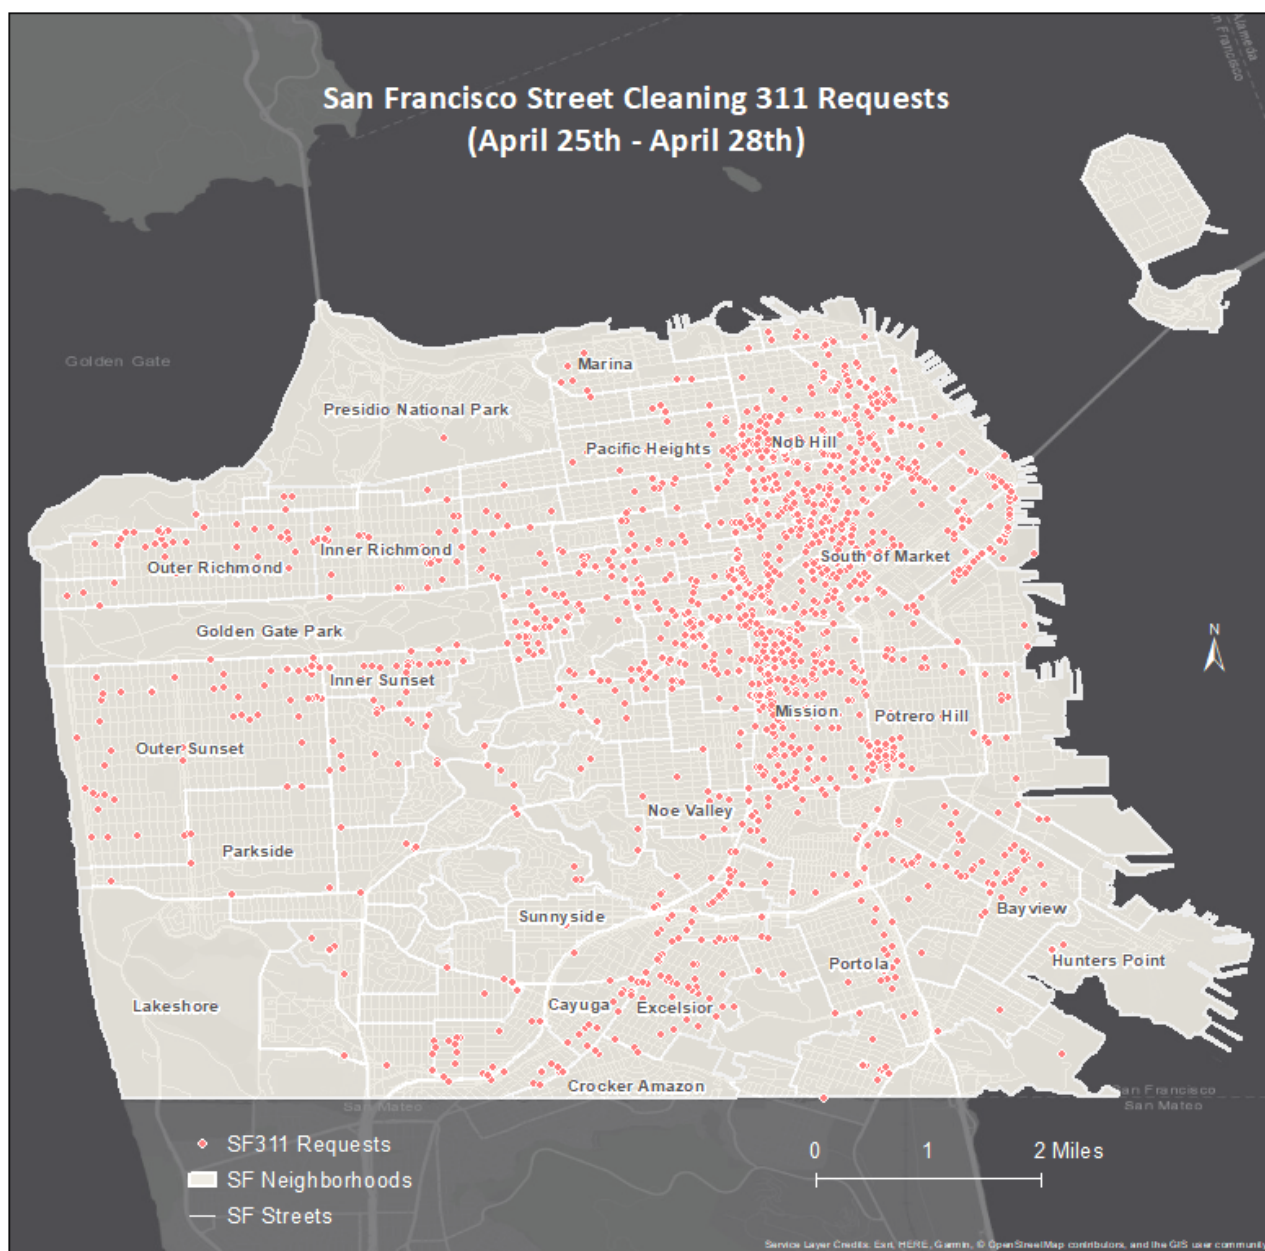 Alameda
San Francisco
San Francisco Street Cleaning 311 Requests
(April 25th - April 28th)
Golden Gate
Marina
Presidio National Park
Pacific Heights
Nob Hill
Inner Richmond
South of Market
Outer Richmond
Golden Gate Park
N
Inner Sunset
Mission
Potrero Hill
Outer Sunset
Noe Valley
Parkside
Sunnyside
Bayview
Portola
Hunters Point
Lakeshore
Cayuga
Excelsior
Crocker Amazon
San Francisco
San Mateo
San Mateo
SF311 Requests
SF Neighborhoods
SF Streets
0 1 2 Miles
Service Layer Credits: Esri, HERE, Garmin, © OpenStreetMap contributors, and the GIS user community